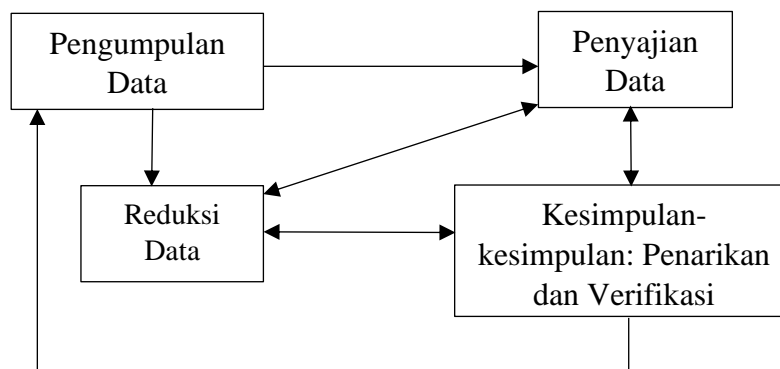 Pengumpulan
Data
Penyajian
Data
Reduksi
Data
Kesimpulan-
kesimpulan: Penarikan
dan Verifikasi